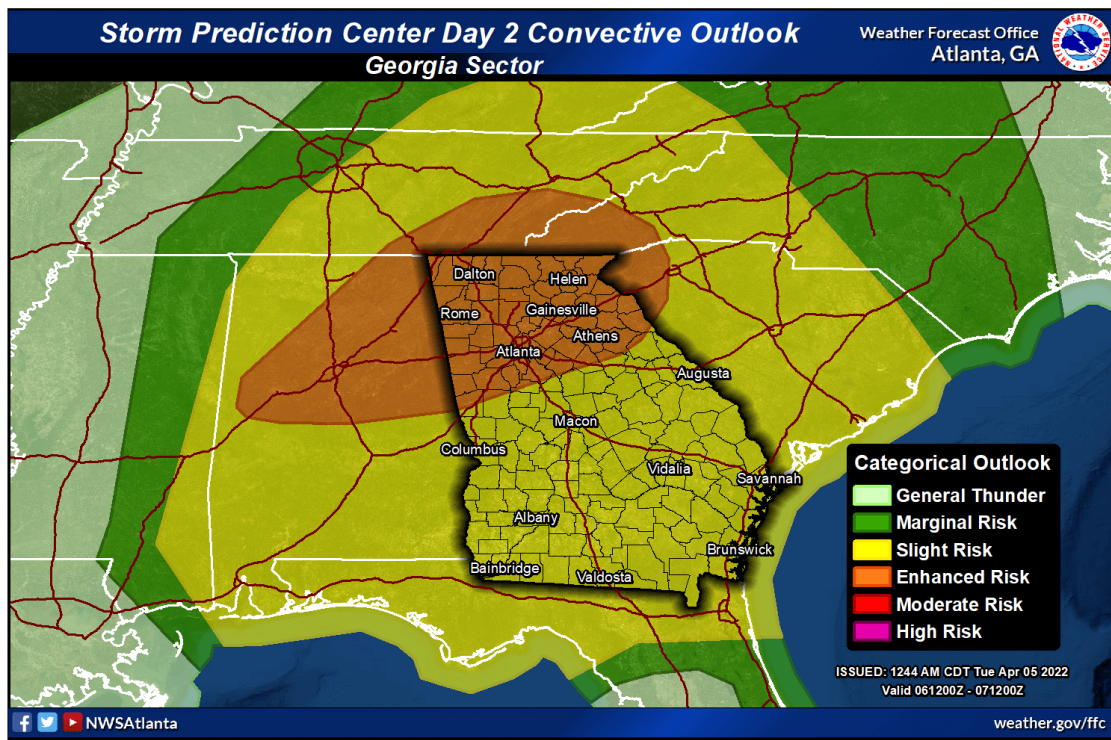 Storm Prediction Center Day 2 Convective Outlook
Georgia Sector
Weather Forecast Office
Atlanta, GA
NATIONAL WEATHER SERVICE
Dalton
Helen
Rome
Gainesville
Athens
Atlanta
Augusta
Macon
Columbus
Vidalia
Savannah
Albany
Brunswick
Bainbridge
Valdosta
Categorical Outlook
General Thunder
Marginal Risk
Slight Risk
Enhanced Risk
Moderate Risk
High Risk
ISSUED: 1244 AM CDT Tue Apr 05 2022
Valid 061200Z - 071200Z
NWSAtlanta
weather.gov/ffc